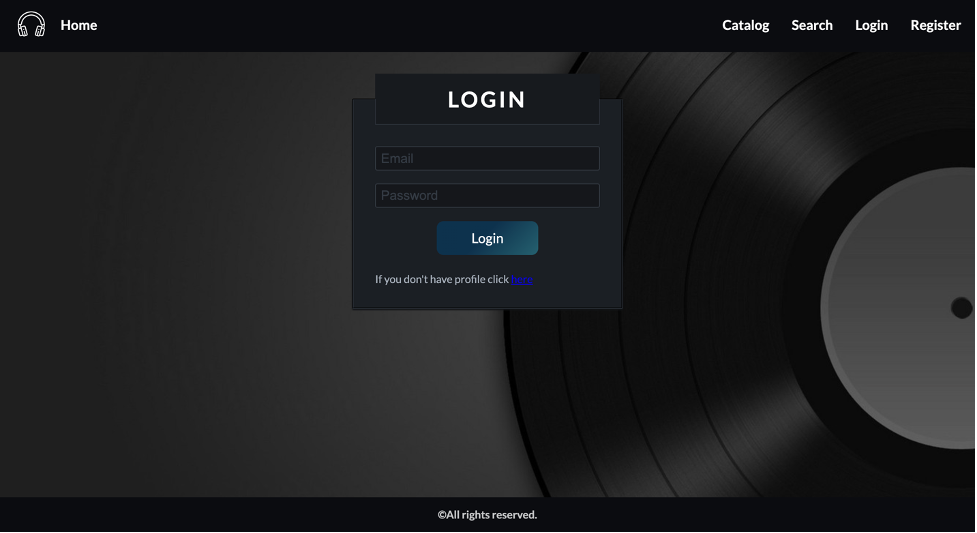 Home
Catalog
Search
Login
Register
LOGIN
Email
Password
Login
If you don't have profile click here
©All rights reserved.